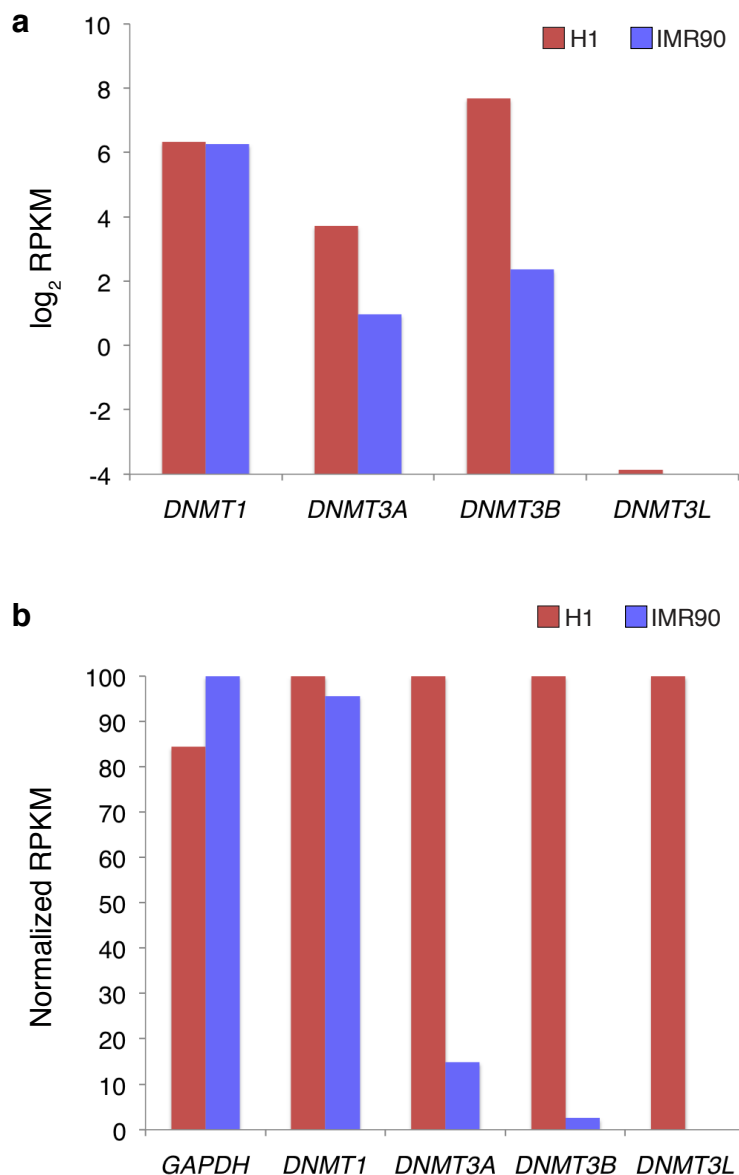 a
H1 IMR90
log2 RPKM
10
8
6
4
2
0
-2
-4
DNMT1 DNMT3A DNMT3B DNMT3L
b
H1 IMR90
Normalized RPKM
100
90
80
70
60
50
40
30
20
10
0
GAPDH DNMT1 DNMT3A DNMT3B DNMT3L